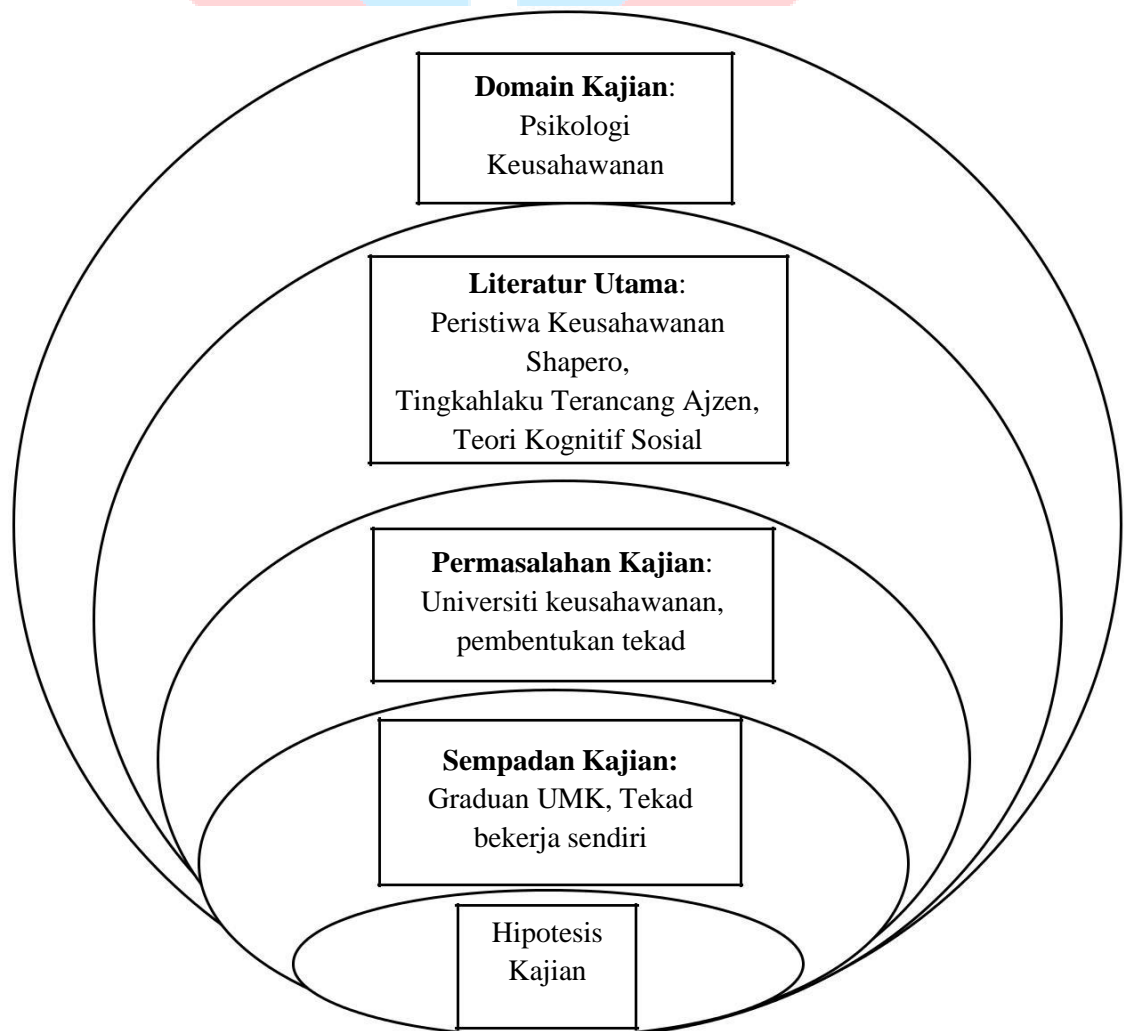 Domain Kajian:
Psikologi
Keusahawanan
Literatur Utama:
Peristiwa Keusahawanan
Shapero,
Tingkahlaku Terancang Ajzen,
Teori Kognitif Sosial
Permasalahan Kajian:
Universiti keusahawanan,
pembentukan tekad
Sempadan Kajian:
Graduan UMK, Tekad
bekerja sendiri
Hipotesis
Kajian